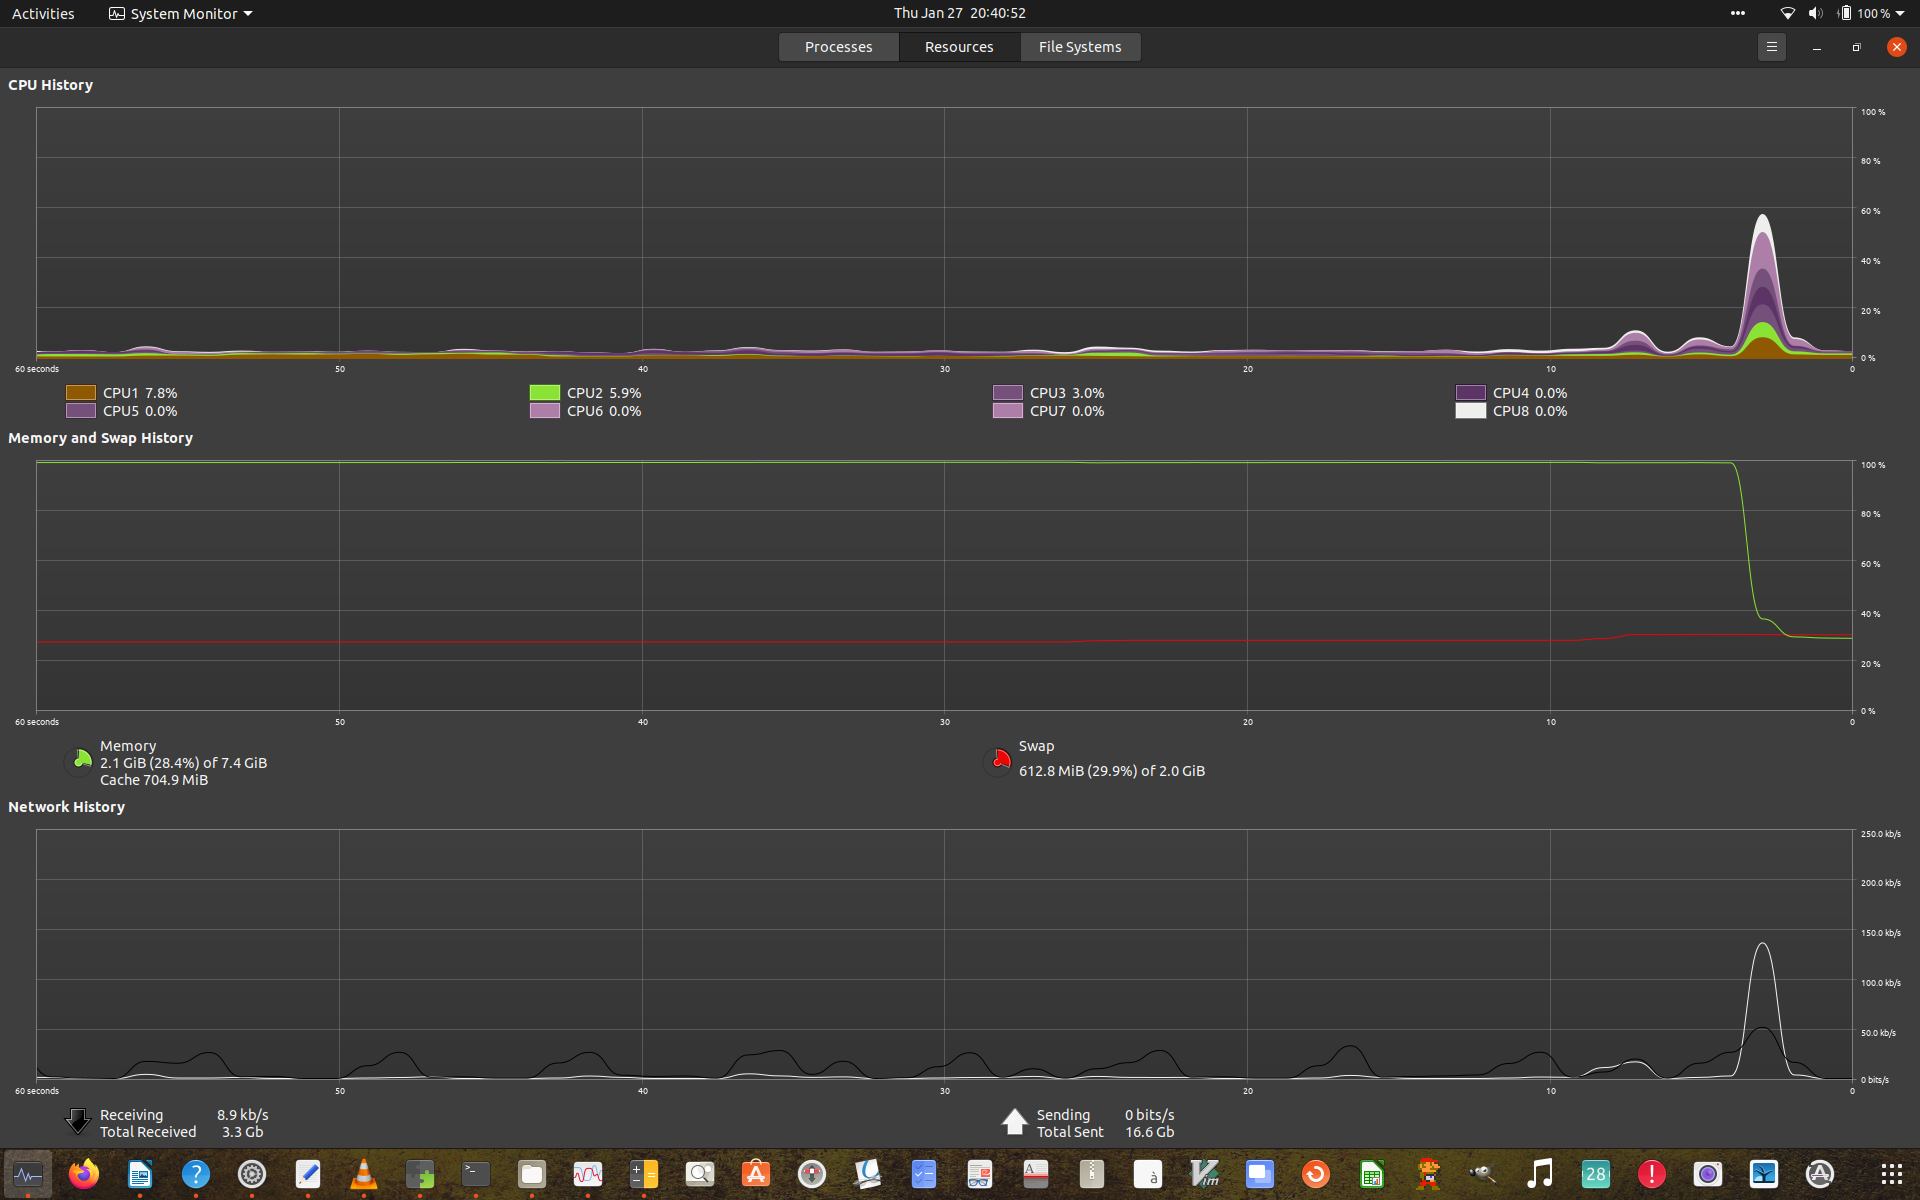 Activities System Monitor Thu Jan 27 20:40:52 100 %
Processes Resources File Systems
CPU History
100 %
80 %
60 %
40 %
20 %
0 %
60 seconds 50 40 30 20 10 0
CPU1 7.8% CPU2 5.9% CPU3 3.0% CPU4 0.0%
CPU5 0.0% CPU6 0.0% CPU7 0.0% CPU8 0.0%
Memory and Swap History
100 %
80 %
60 %
40 %
20 %
0 %
60 seconds 50 40 30 20 10 0
Memory
2.1 GiB (28.4%) of 7.4 GiB
Cache 704.9 MiB
Swap
612.8 MiB (29.9%) of 2.0 GiB
Network History
250.0 kb/s
200.0 kb/s
150.0 kb/s
100.0 kb/s
50.0 kb/s
0 bits/s
60 seconds 50 40 30 20 10 0
Receiving 8.9 kb/s
Total Received 3.3 Gb
Sending 0 bits/s
Total Sent 16.6 Gb
? >_ A à Vim 28 !